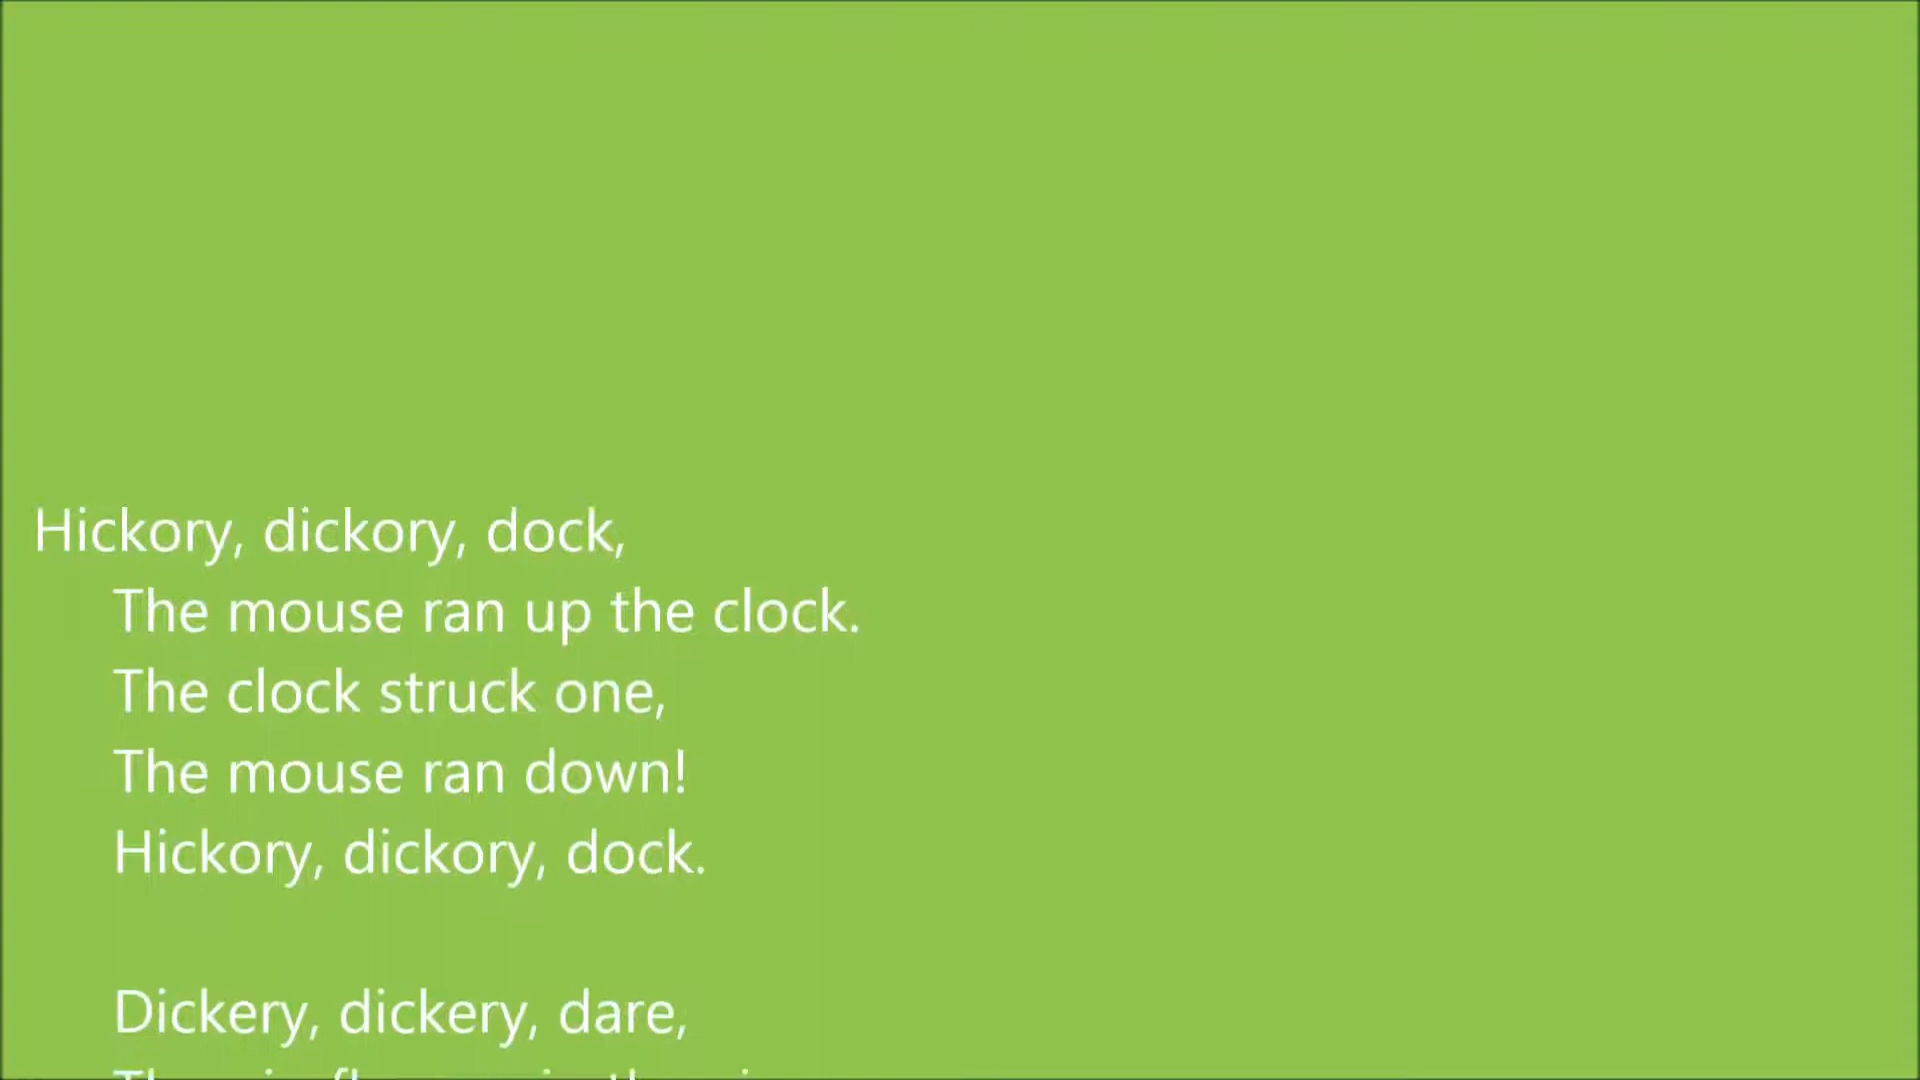 Hickory, dickory, dock,
The mouse ran up the clock.
The clock struck one,
The mouse ran down!
Hickory, dickory, dock.
Dickery, dickery, dare,